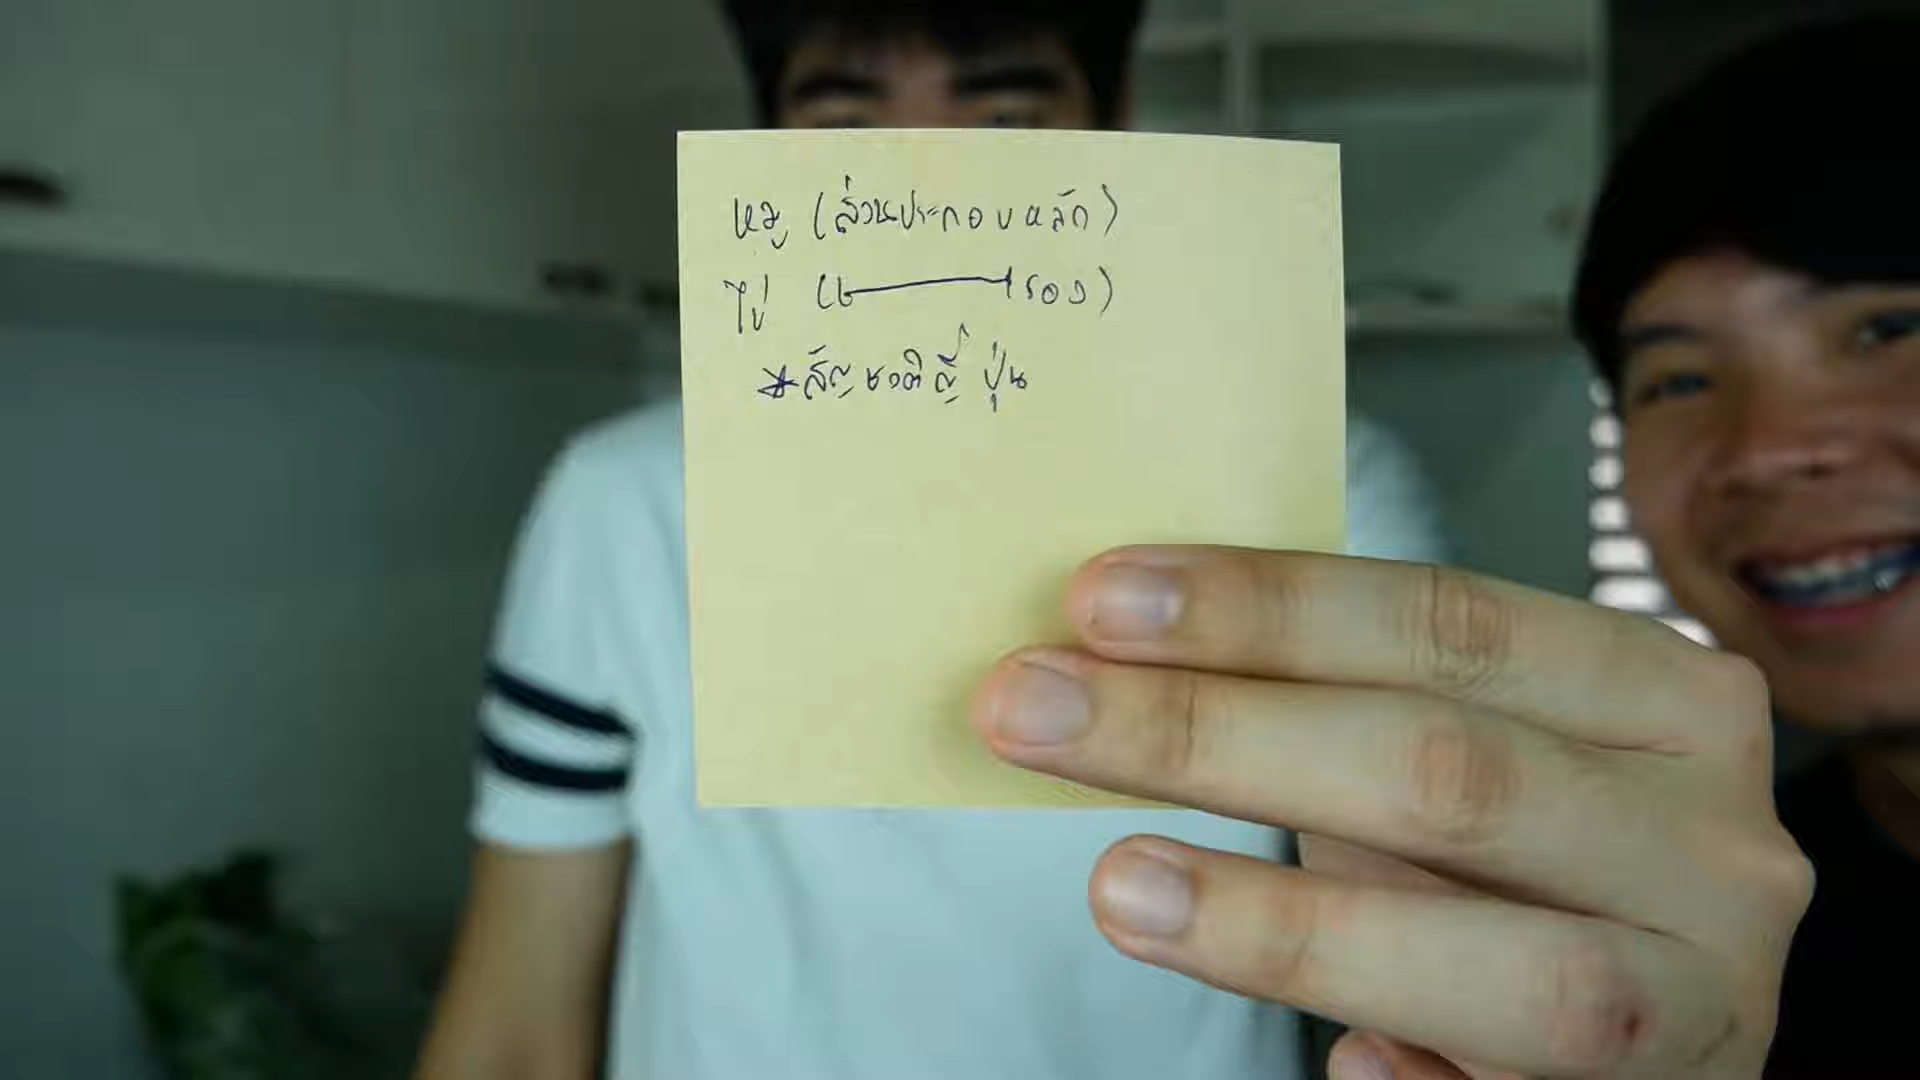 หมู (ส่วนประกอบหลัก)
ไข่ (รอง)
*สัญชาติญี่ปุ่น